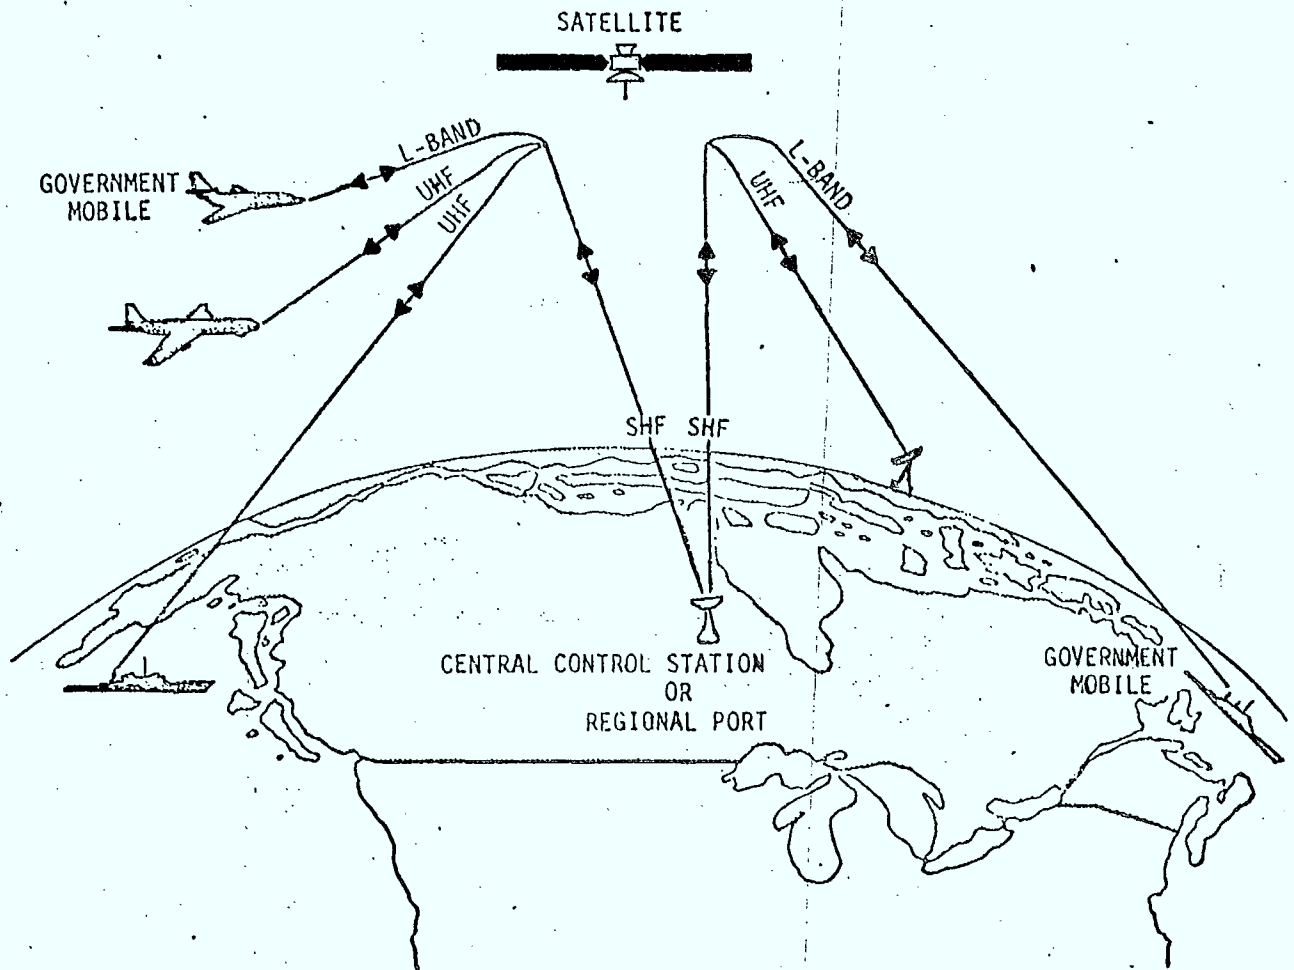 SATELLITE
L-BAND
UHF
UHF
L-BAND
UHF
GOVERNMENT
MOBILE
SHF SHF
CENTRAL CONTROL STATION
OR
REGIONAL PORT
GOVERNMENT
MOBILE